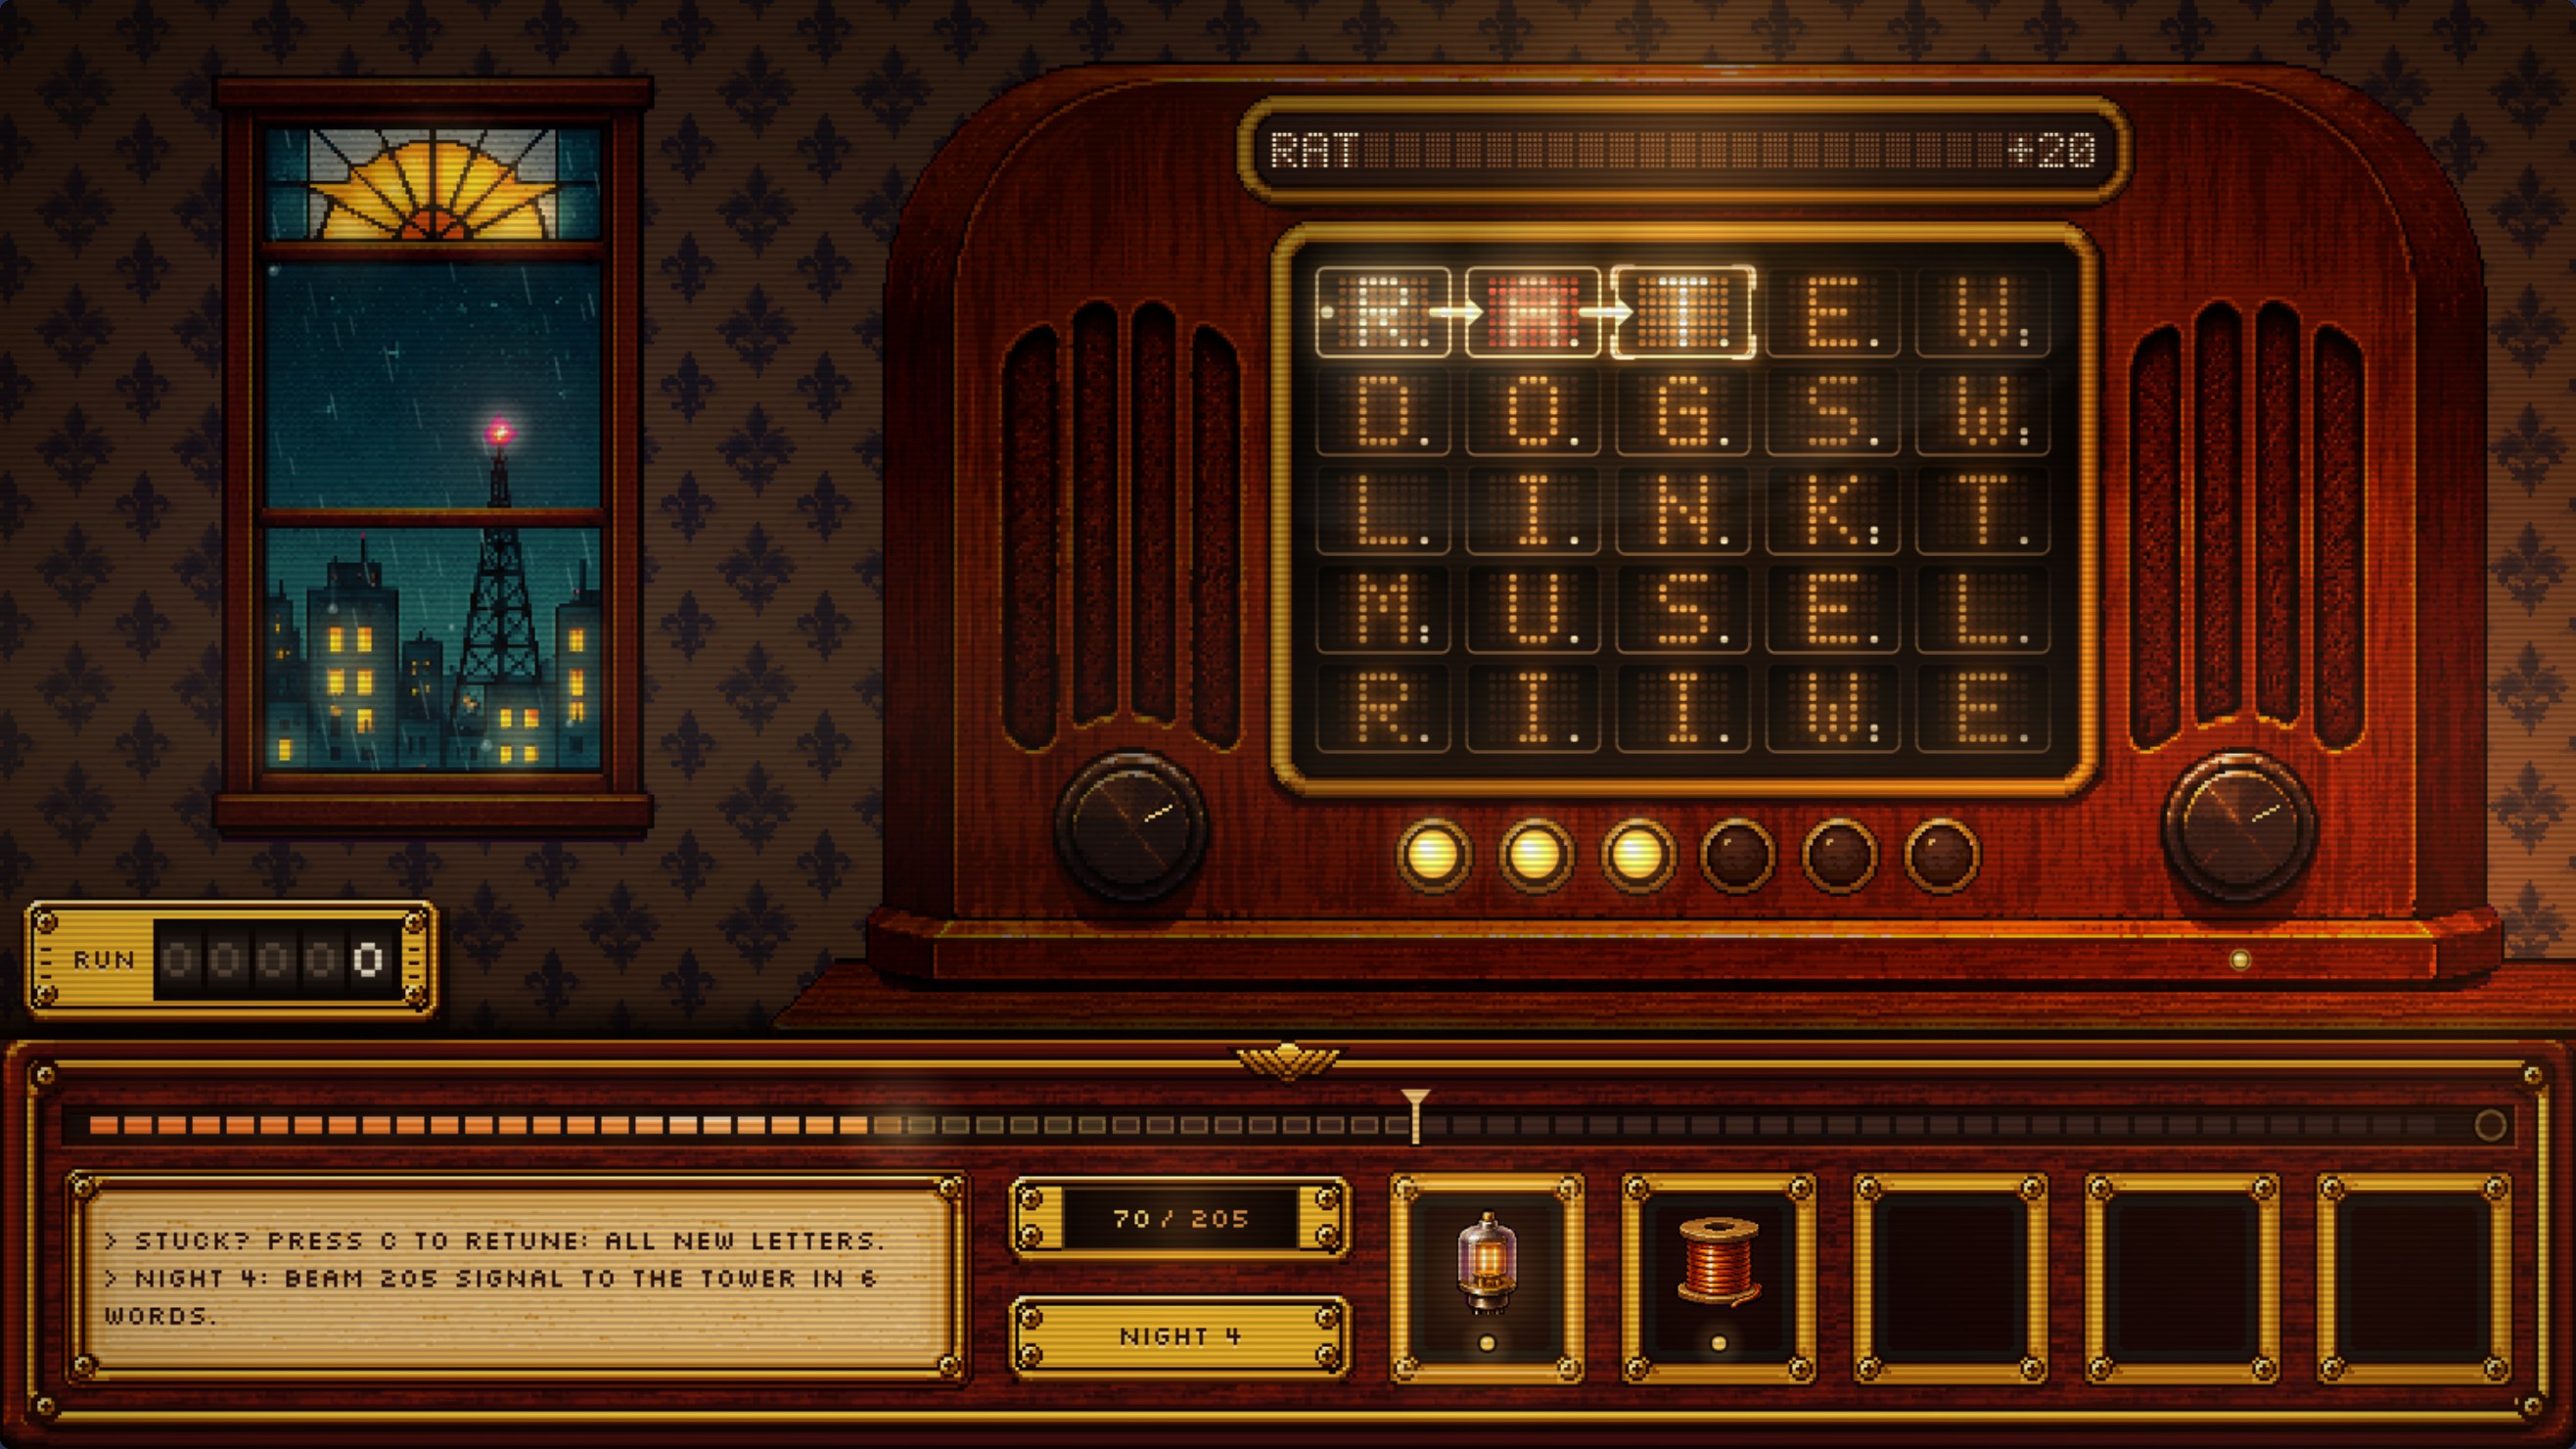 RAT +20
R. A. T. E. W:
D. O. G. S. W:
L. I. N. K: T.
M: U. S. E. L.
R. I. I. W: E.
RUN 00000
> STUCK? PRESS C TO RETUNE: ALL NEW LETTERS.
> NIGHT 4: BEAM 205 SIGNAL TO THE TOWER IN 6
WORDS.
70 / 205
NIGHT 4